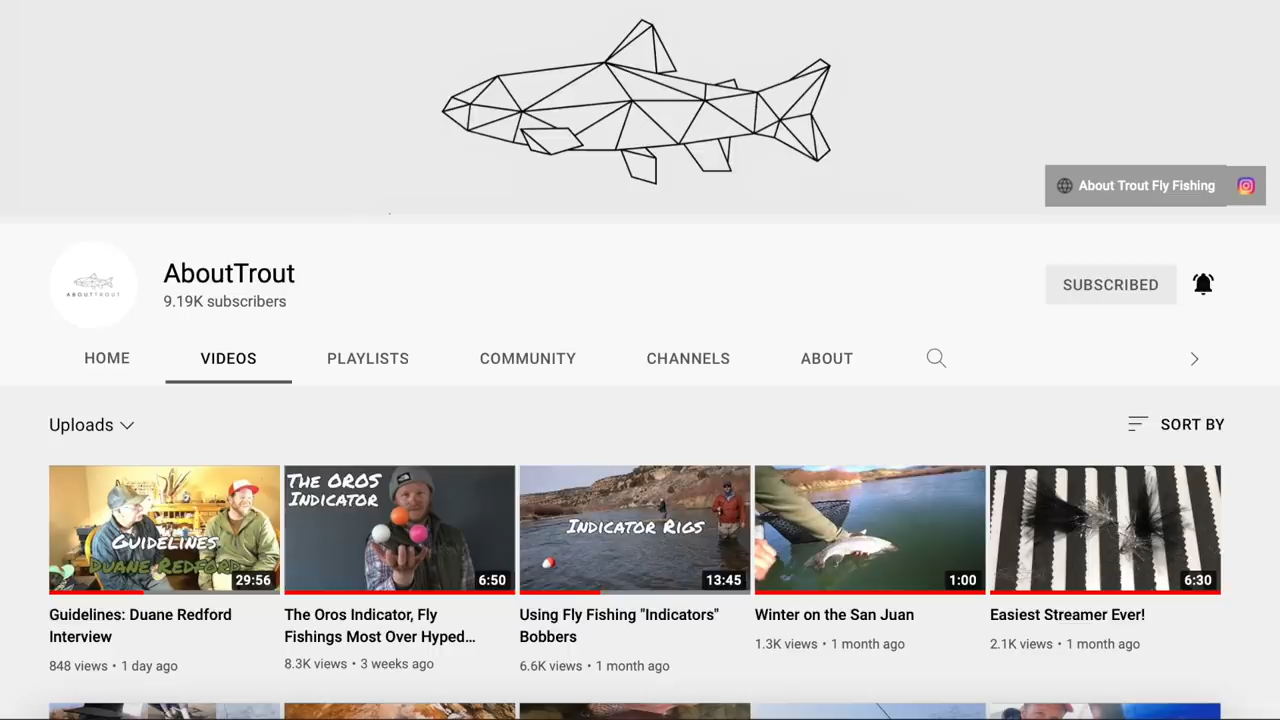 About Trout Fly Fishing
AboutTrout
9.19K subscribers
ABOUTTROUT
SUBSCRIBED
HOME
VIDEOS
PLAYLISTS
COMMUNITY
CHANNELS
ABOUT
Uploads
SORT BY
GUIDELINES
DUANE REDFORD
29:56
THE OROS
INDICATOR
6:50
INDICATOR RIGS
13:45
1:00
6:30
Guidelines: Duane Redford
Interview
848 views • 1 day ago
The Oros Indicator, Fly
Fishings Most Over Hyped...
8.3K views • 3 weeks ago
Using Fly Fishing "Indicators"
Bobbers
6.6K views • 1 month ago
Winter on the San Juan
1.3K views • 1 month ago
Easiest Streamer Ever!
2.1K views • 1 month ago